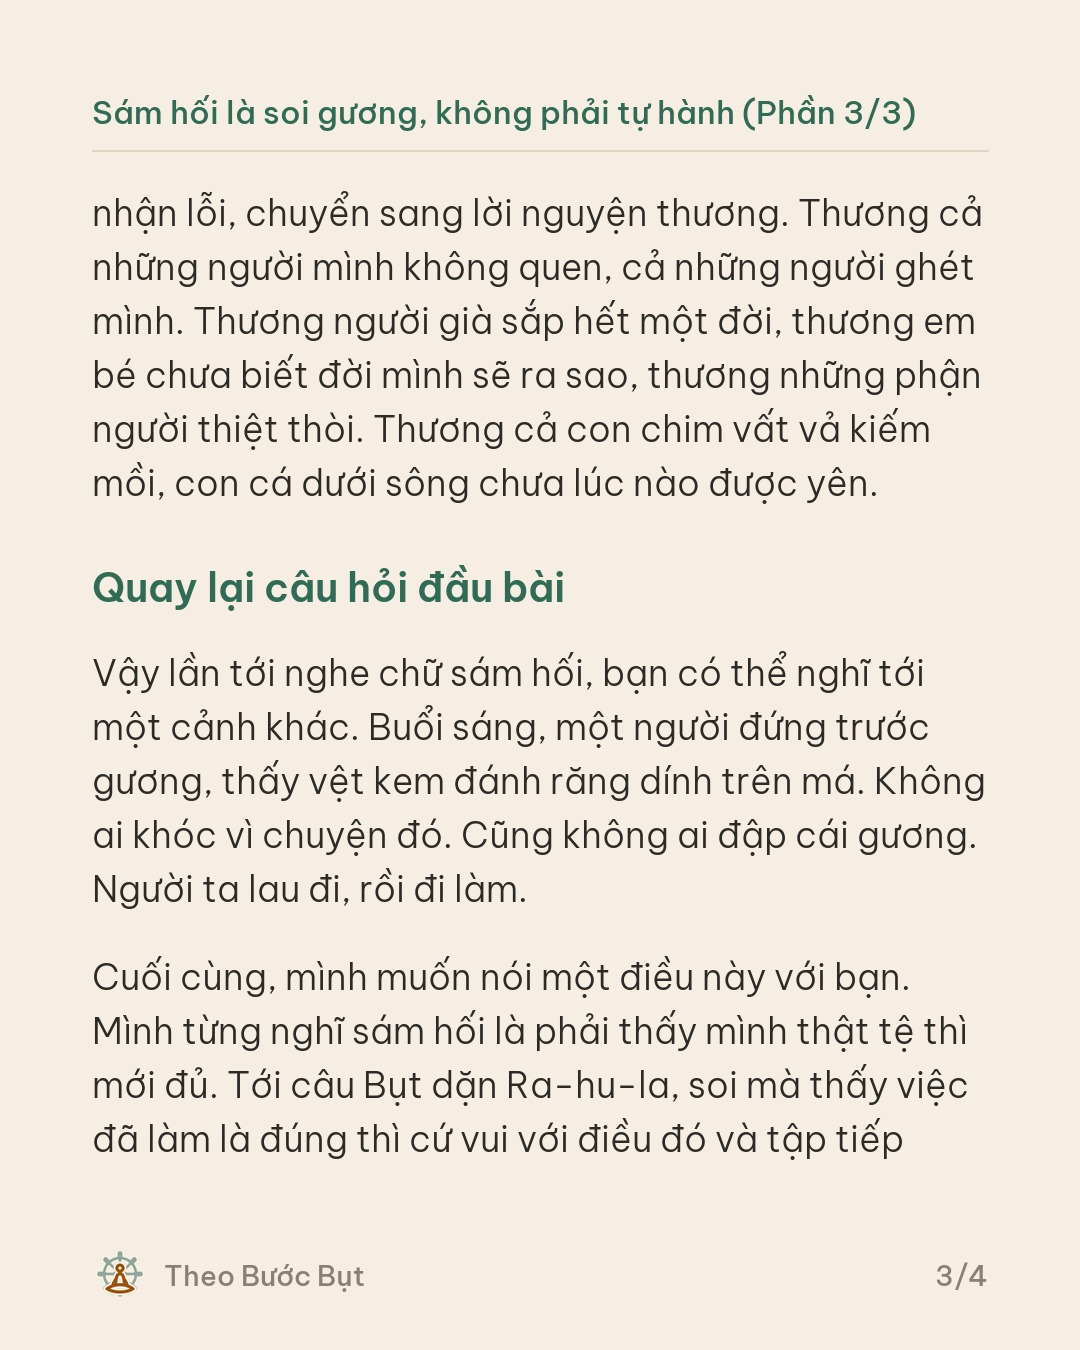 Sám hối là soi gương, không phải tự hành (Phần 3/3)
nhận lỗi, chuyển sang lời nguyện thương. Thương cả
những người mình không quen, cả những người ghét
mình. Thương người già sắp hết một đời, thương em
bé chưa biết đời mình sẽ ra sao, thương những phận
người thiệt thòi. Thương cả con chim vất vả kiếm
mồi, con cá dưới sông chưa lúc nào được yên.
Quay lại câu hỏi đầu bài
Vậy lần tới nghe chữ sám hối, bạn có thể nghĩ tới
một cảnh khác. Buổi sáng, một người đứng trước
gương, thấy vệt kem đánh răng dính trên má. Không
ai khóc vì chuyện đó. Cũng không ai đập cái gương.
Người ta lau đi, rồi đi làm.
Cuối cùng, mình muốn nói một điều này với bạn.
Mình từng nghĩ sám hối là phải thấy mình thật tệ thì
mới đủ. Tới câu Bụt dặn Ra-hu-la, soi mà thấy việc
đã làm là đúng thì cứ vui với điều đó và tập tiếp
Theo Bước Bụt
3/4